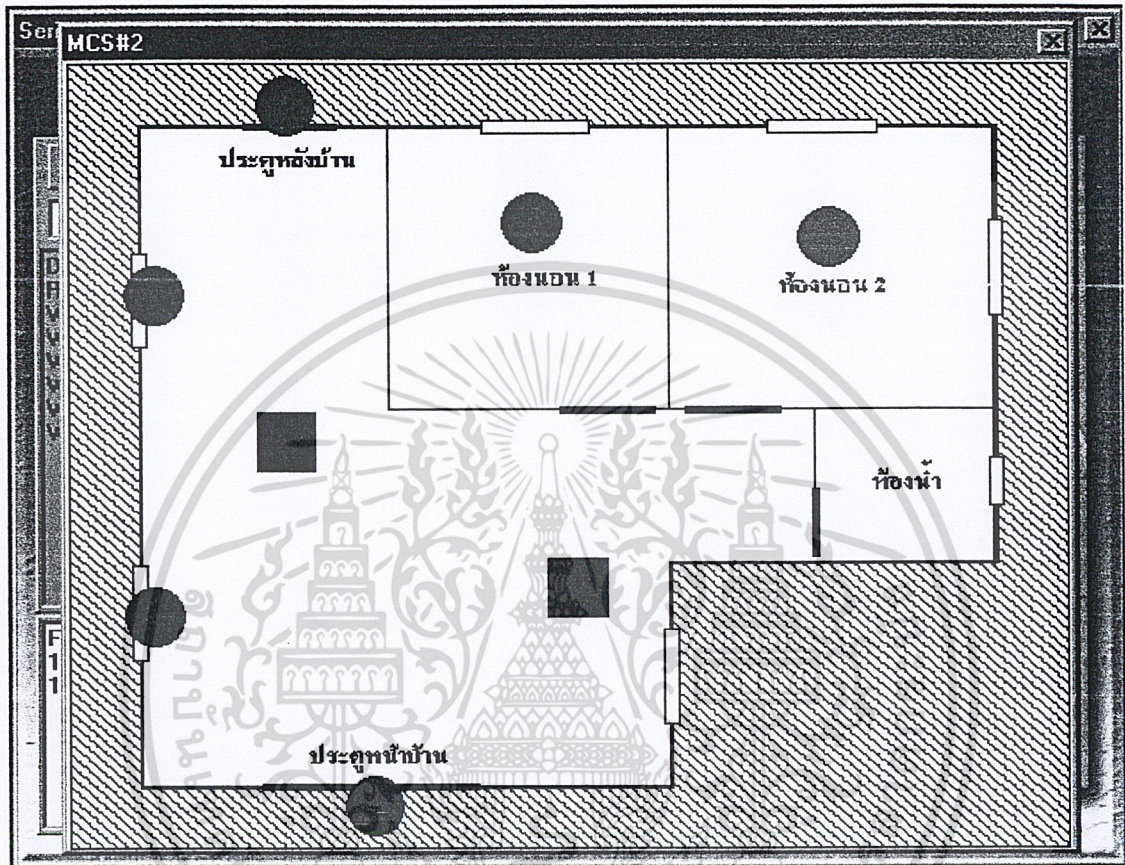 Ser
MCS#2
ประตูหลังบ้าน
ห้องนอน 1
ห้องนอน 2
ห้องน้ำ
ประตูหน้าบ้าน